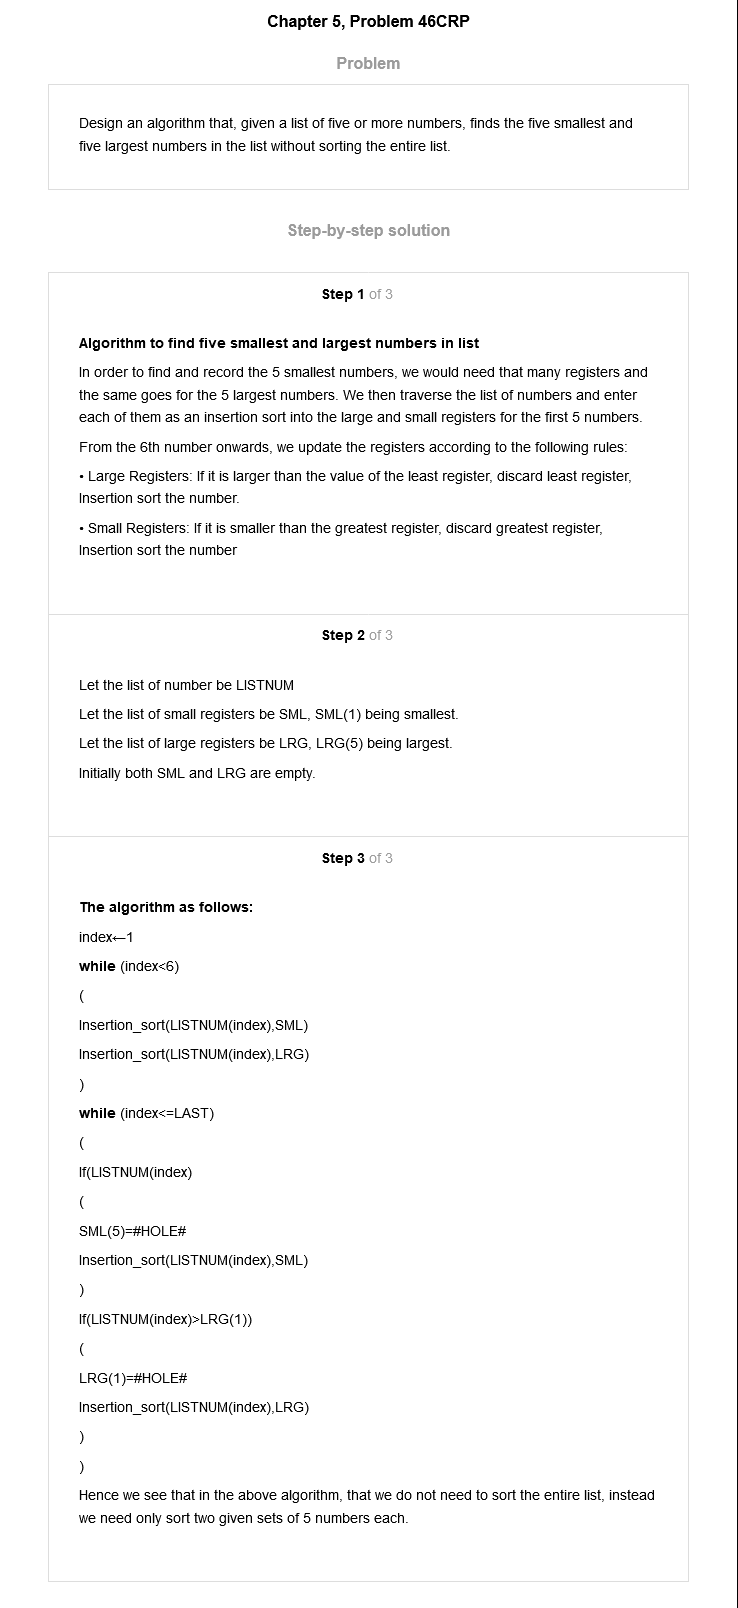 Chapter 5, Problem 46CRP
Problem
Design an algorithm that, given a list of five or more numbers, finds the five smallest and
five largest numbers in the list without sorting the entire list.
Step-by-step solution
Step 1 of 3
Algorithm to find five smallest and largest numbers in list
In order to find and record the 5 smallest numbers, we would need that many registers and
the same goes for the 5 largest numbers. We then traverse the list of numbers and enter
each of them as an insertion sort into the large and small registers for the first 5 numbers.
From the 6th number onwards, we update the registers according to the following rules:
• Large Registers: If it is larger than the value of the least register, discard least register,
Insertion sort the number.
• Small Registers: If it is smaller than the greatest register, discard greatest register,
Insertion sort the number
Step 2 of 3
Let the list of number be LISTNUM
Let the list of small registers be SML, SML(1) being smallest.
Let the list of large registers be LRG, LRG(5) being largest.
Initially both SML and LRG are empty.
Step 3 of 3
The algorithm as follows:
index←1
while (index<6)
(
Insertion_sort(LISTNUM(index),SML)
Insertion_sort(LISTNUM(index),LRG)
)
while (index<=LAST)
(
If(LISTNUM(index)
(
SML(5)=#HOLE#
Insertion_sort(LISTNUM(index),SML)
)
If(LISTNUM(index)>LRG(1))
(
LRG(1)=#HOLE#
Insertion_sort(LISTNUM(index),LRG)
)
)
Hence we see that in the above algorithm, that we do not need to sort the entire list, instead
we need only sort two given sets of 5 numbers each.